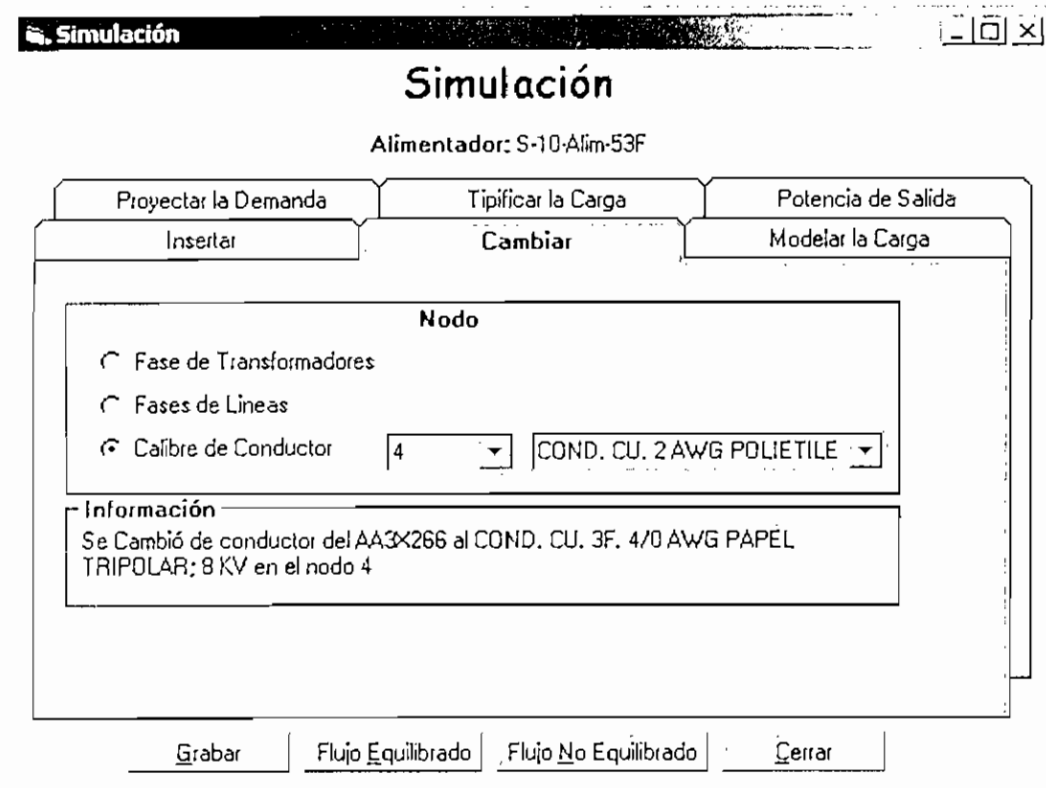 Simulación
Simulación
Alimentador: S-10-Alim-53F
Proyectar la Demanda
Tipificar la Carga
Potencia de Salida
Insertar
Cambiar
Modelar la Carga
Nodo
Fase de Transformadores
Fases de Lineas
Calibre de Conductor
4
COND. CU. 2 AWG POLIETILE
Información
Se Cambió de conductor del AA3X266 al COND. CU. 3F. 4/0 AWG PAPEL
TRIPOLAR; 8 KV en el nodo 4
Grabar
Flujo Equilibrado
Flujo No Equilibrado
Cerrar